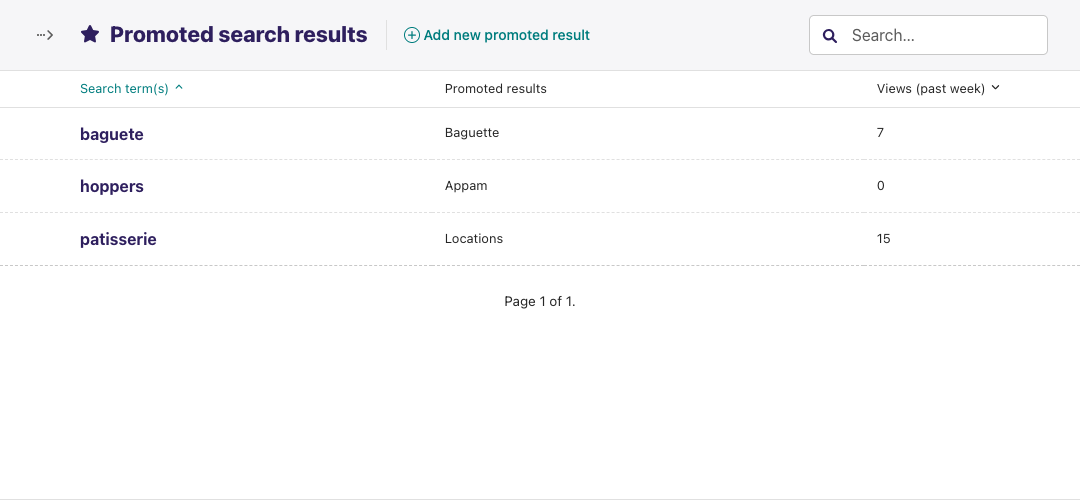 Promoted search results Add new promoted result Search...
Search term(s) Promoted results Views (past week)
baguete Baguette 7
hoppers Appam 0
patisserie Locations 15
Page 1 of 1.